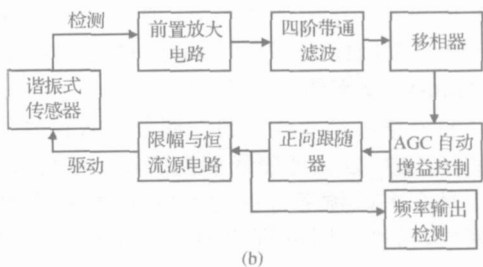 检测
前置放大
电路
四阶带通
滤波
移相器
谐振式
传感器
限幅与恒
流源电路
正向跟随
器
AGC 自动
增益控制
驱动
频率输出
检测
(b)